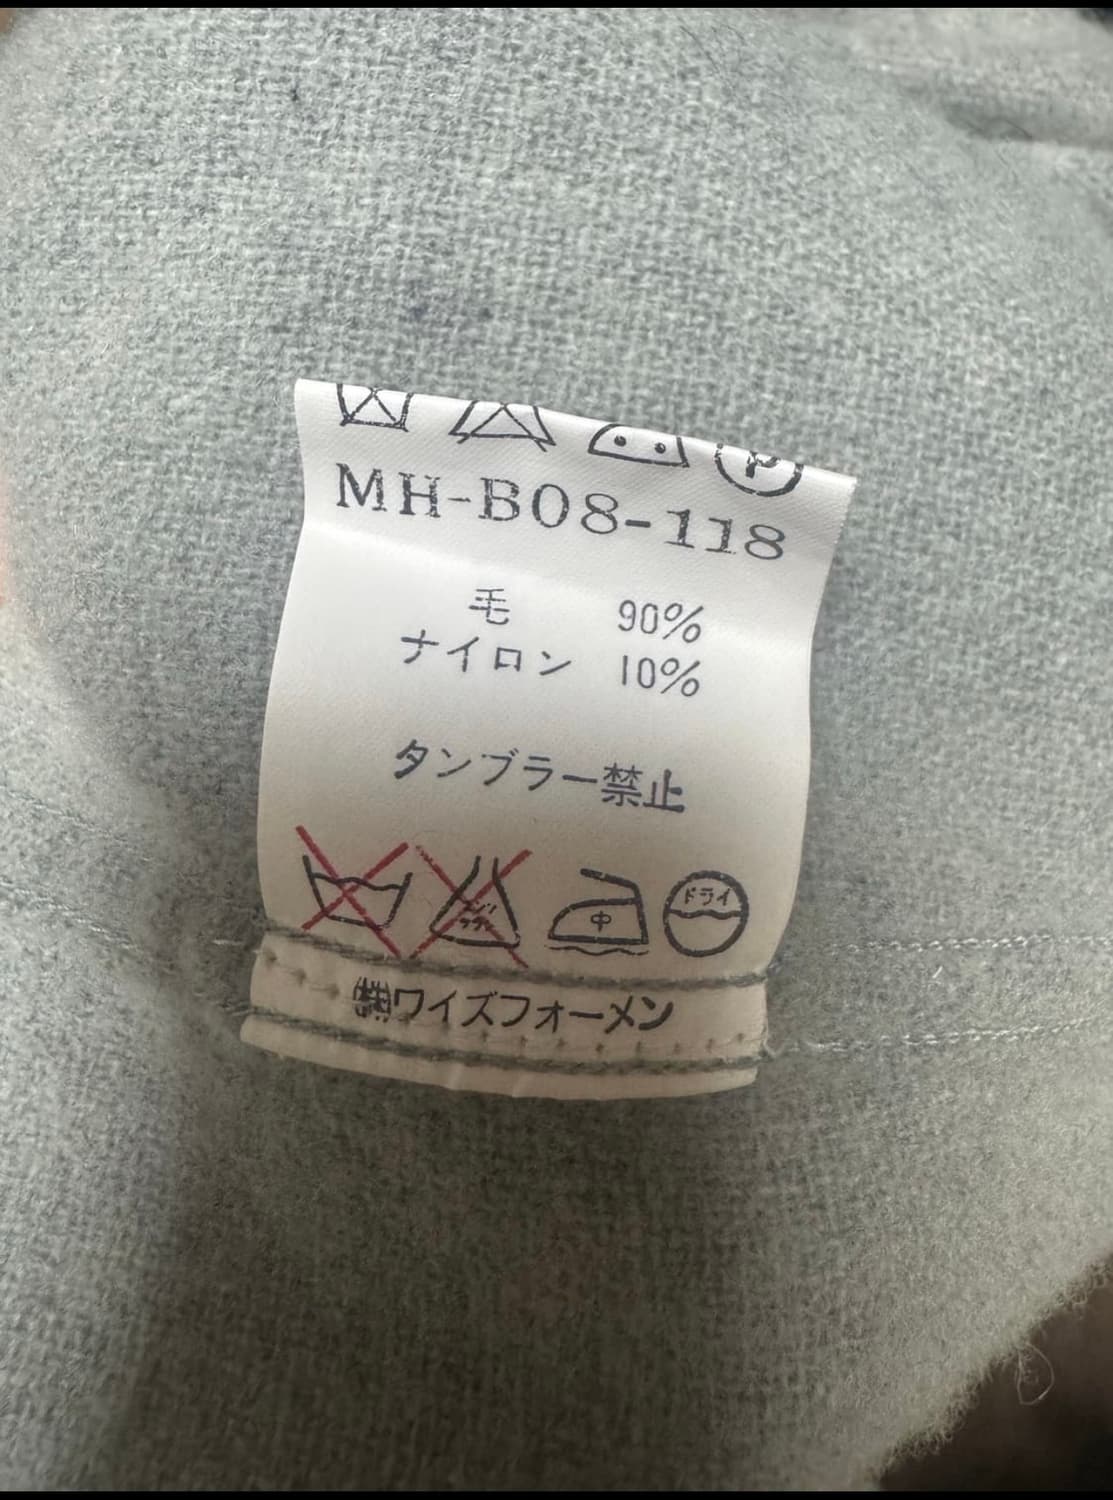 P
MH-B08-118
毛 90%
ナイロン 10%
タンブラー禁止
中 ドライ
㈱ワイズフォーメン